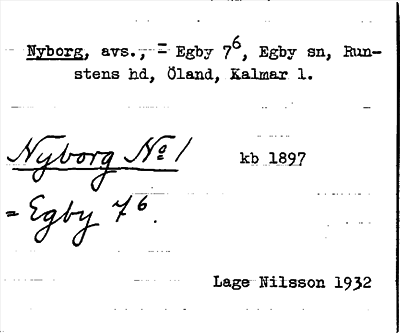 Nyborg, avs., = Egby 7⁶, Egby sn, Run-
stens hd, Öland, Kalmar l.
Nyborg No 1
kb 1897
= Egby 7⁶.
Lage Nilsson 1932